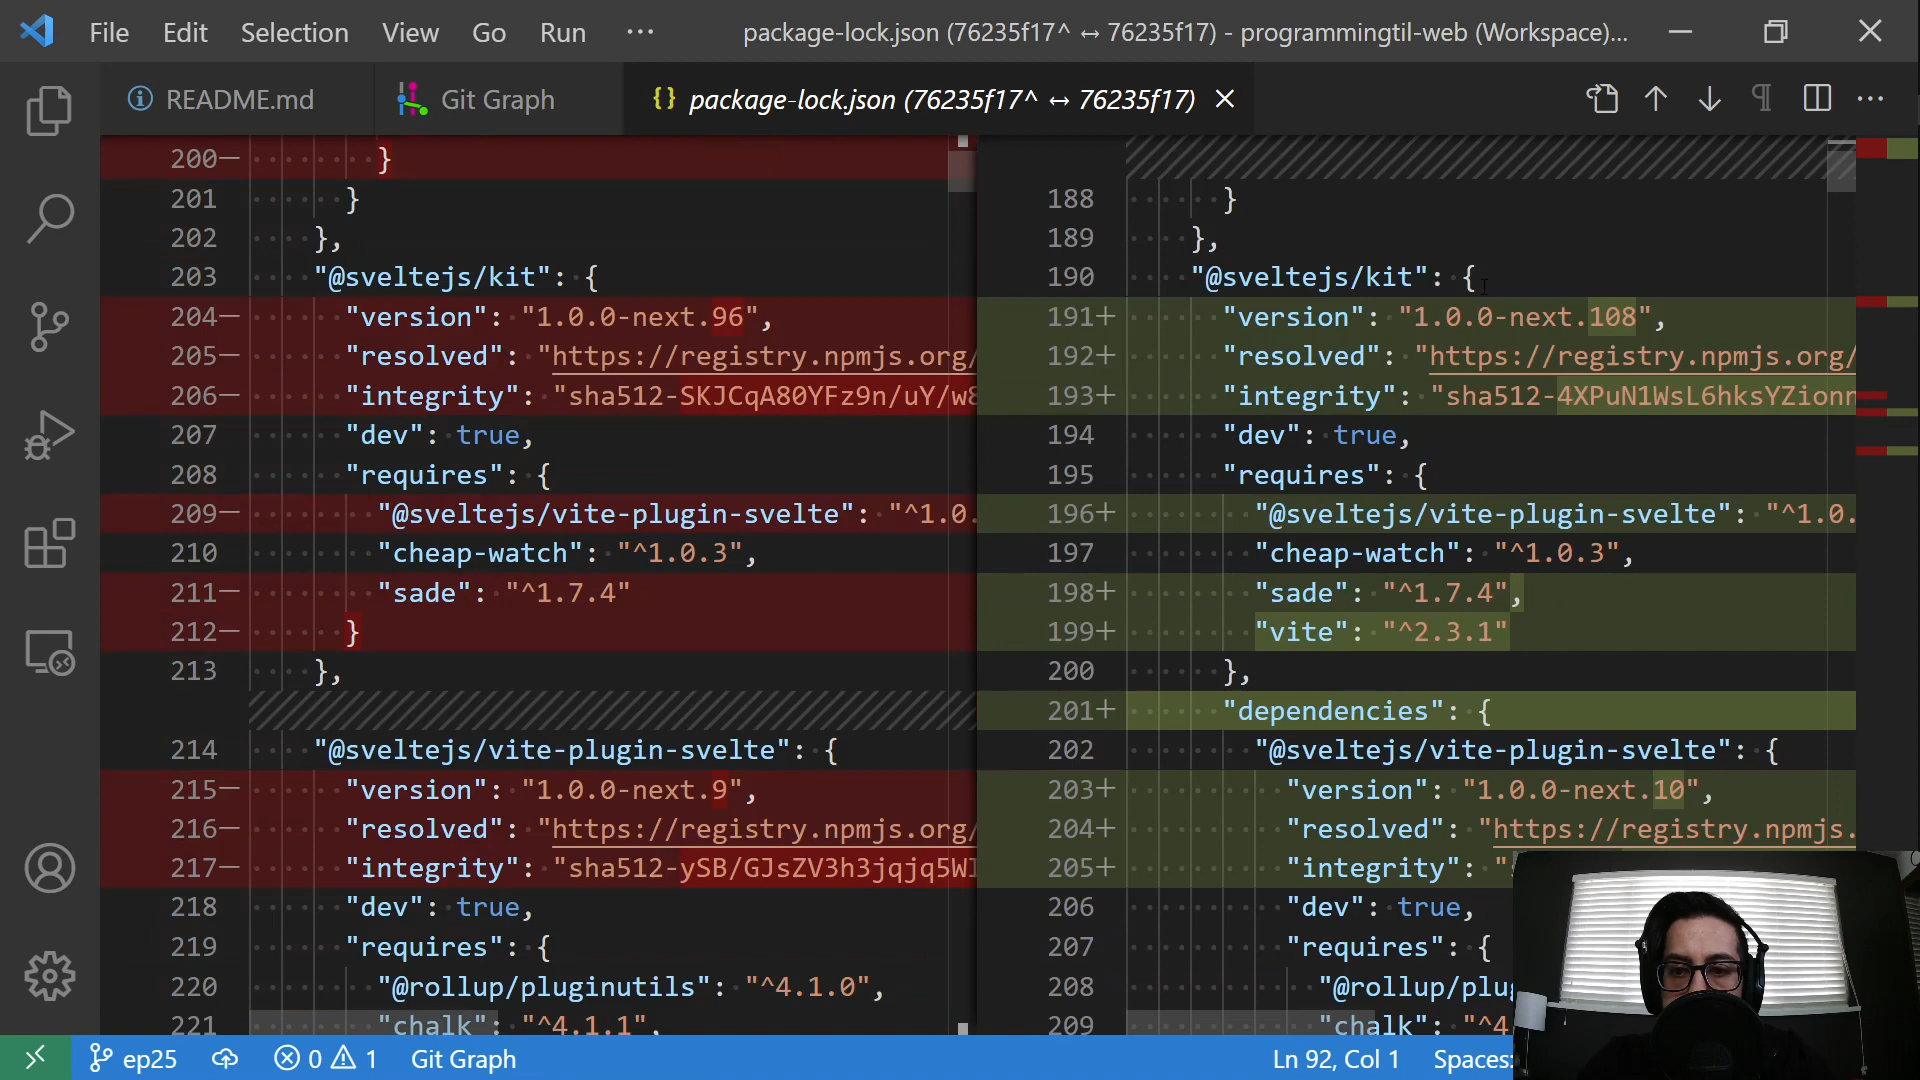 File Edit Selection View Go Run ··· package-lock.json (76235f17^ ↔ 76235f17) - programmingtil-web (Workspace)...
README.md Git Graph {} package-lock.json (76235f17^ ↔ 76235f17)
200— }
201 }
202 },
203 "@sveltejs/kit": {
204— "version": "1.0.0-next.96",
205— "resolved": "https://registry.npmjs.org/
206— "integrity": "sha512-SKJCqA80YFz9n/uY/w8
207 "dev": true,
208 "requires": {
209— "@sveltejs/vite-plugin-svelte": "^1.0.
210 "cheap-watch": "^1.0.3",
211— "sade": "^1.7.4"
212— }
213 },
214 "@sveltejs/vite-plugin-svelte": {
215— "version": "1.0.0-next.9",
216— "resolved": "https://registry.npmjs.org/
217— "integrity": "sha512-ySB/GJsZV3h3jqjq5WI
218 "dev": true,
219 "requires": {
220 "@rollup/pluginutils": "^4.1.0",
221 "chalk": "^4.1.1",
188 }
189 },
190 "@sveltejs/kit": {
191+ "version": "1.0.0-next.108",
192+ "resolved": "https://registry.npmjs.org/
193+ "integrity": "sha512-4XPuN1WsL6hksYZionr
194 "dev": true,
195 "requires": {
196+ "@sveltejs/vite-plugin-svelte": "^1.0.
197 "cheap-watch": "^1.0.3",
198+ "sade": "^1.7.4",
199+ "vite": "^2.3.1"
200 },
201+ "dependencies": {
202 "@sveltejs/vite-plugin-svelte": {
203+ "version": "1.0.0-next.10",
204+ "resolved": "https://registry.npmjs.
205+ "integrity": "
206 "dev": true,
207 "requires": {
208 "@rollup/plug
209 "chalk": "^4
ep25 0 1 Git Graph Ln 92, Col 1 Spaces: